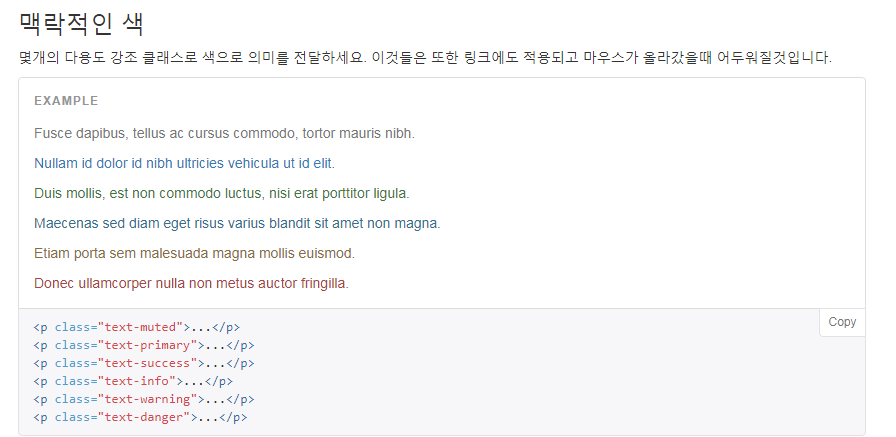 맥락적인 색
몇개의 다용도 강조 클래스로 색으로 의미를 전달하세요. 이것들은 또한 링크에도 적용되고 마우스가 올라갔을때 어두워질것입니다.
EXAMPLE
Fusce dapibus, tellus ac cursus commodo, tortor mauris nibh.
Nullam id dolor id nibh ultricies vehicula ut id elit.
Duis mollis, est non commodo luctus, nisi erat porttitor ligula.
Maecenas sed diam eget risus varius blandit sit amet non magna.
Etiam porta sem malesuada magna mollis euismod.
Donec ullamcorper nulla non metus auctor fringilla.
Copy
<p class="text-muted">...</p>
<p class="text-primary">...</p>
<p class="text-success">...</p>
<p class="text-info">...</p>
<p class="text-warning">...</p>
<p class="text-danger">...</p>